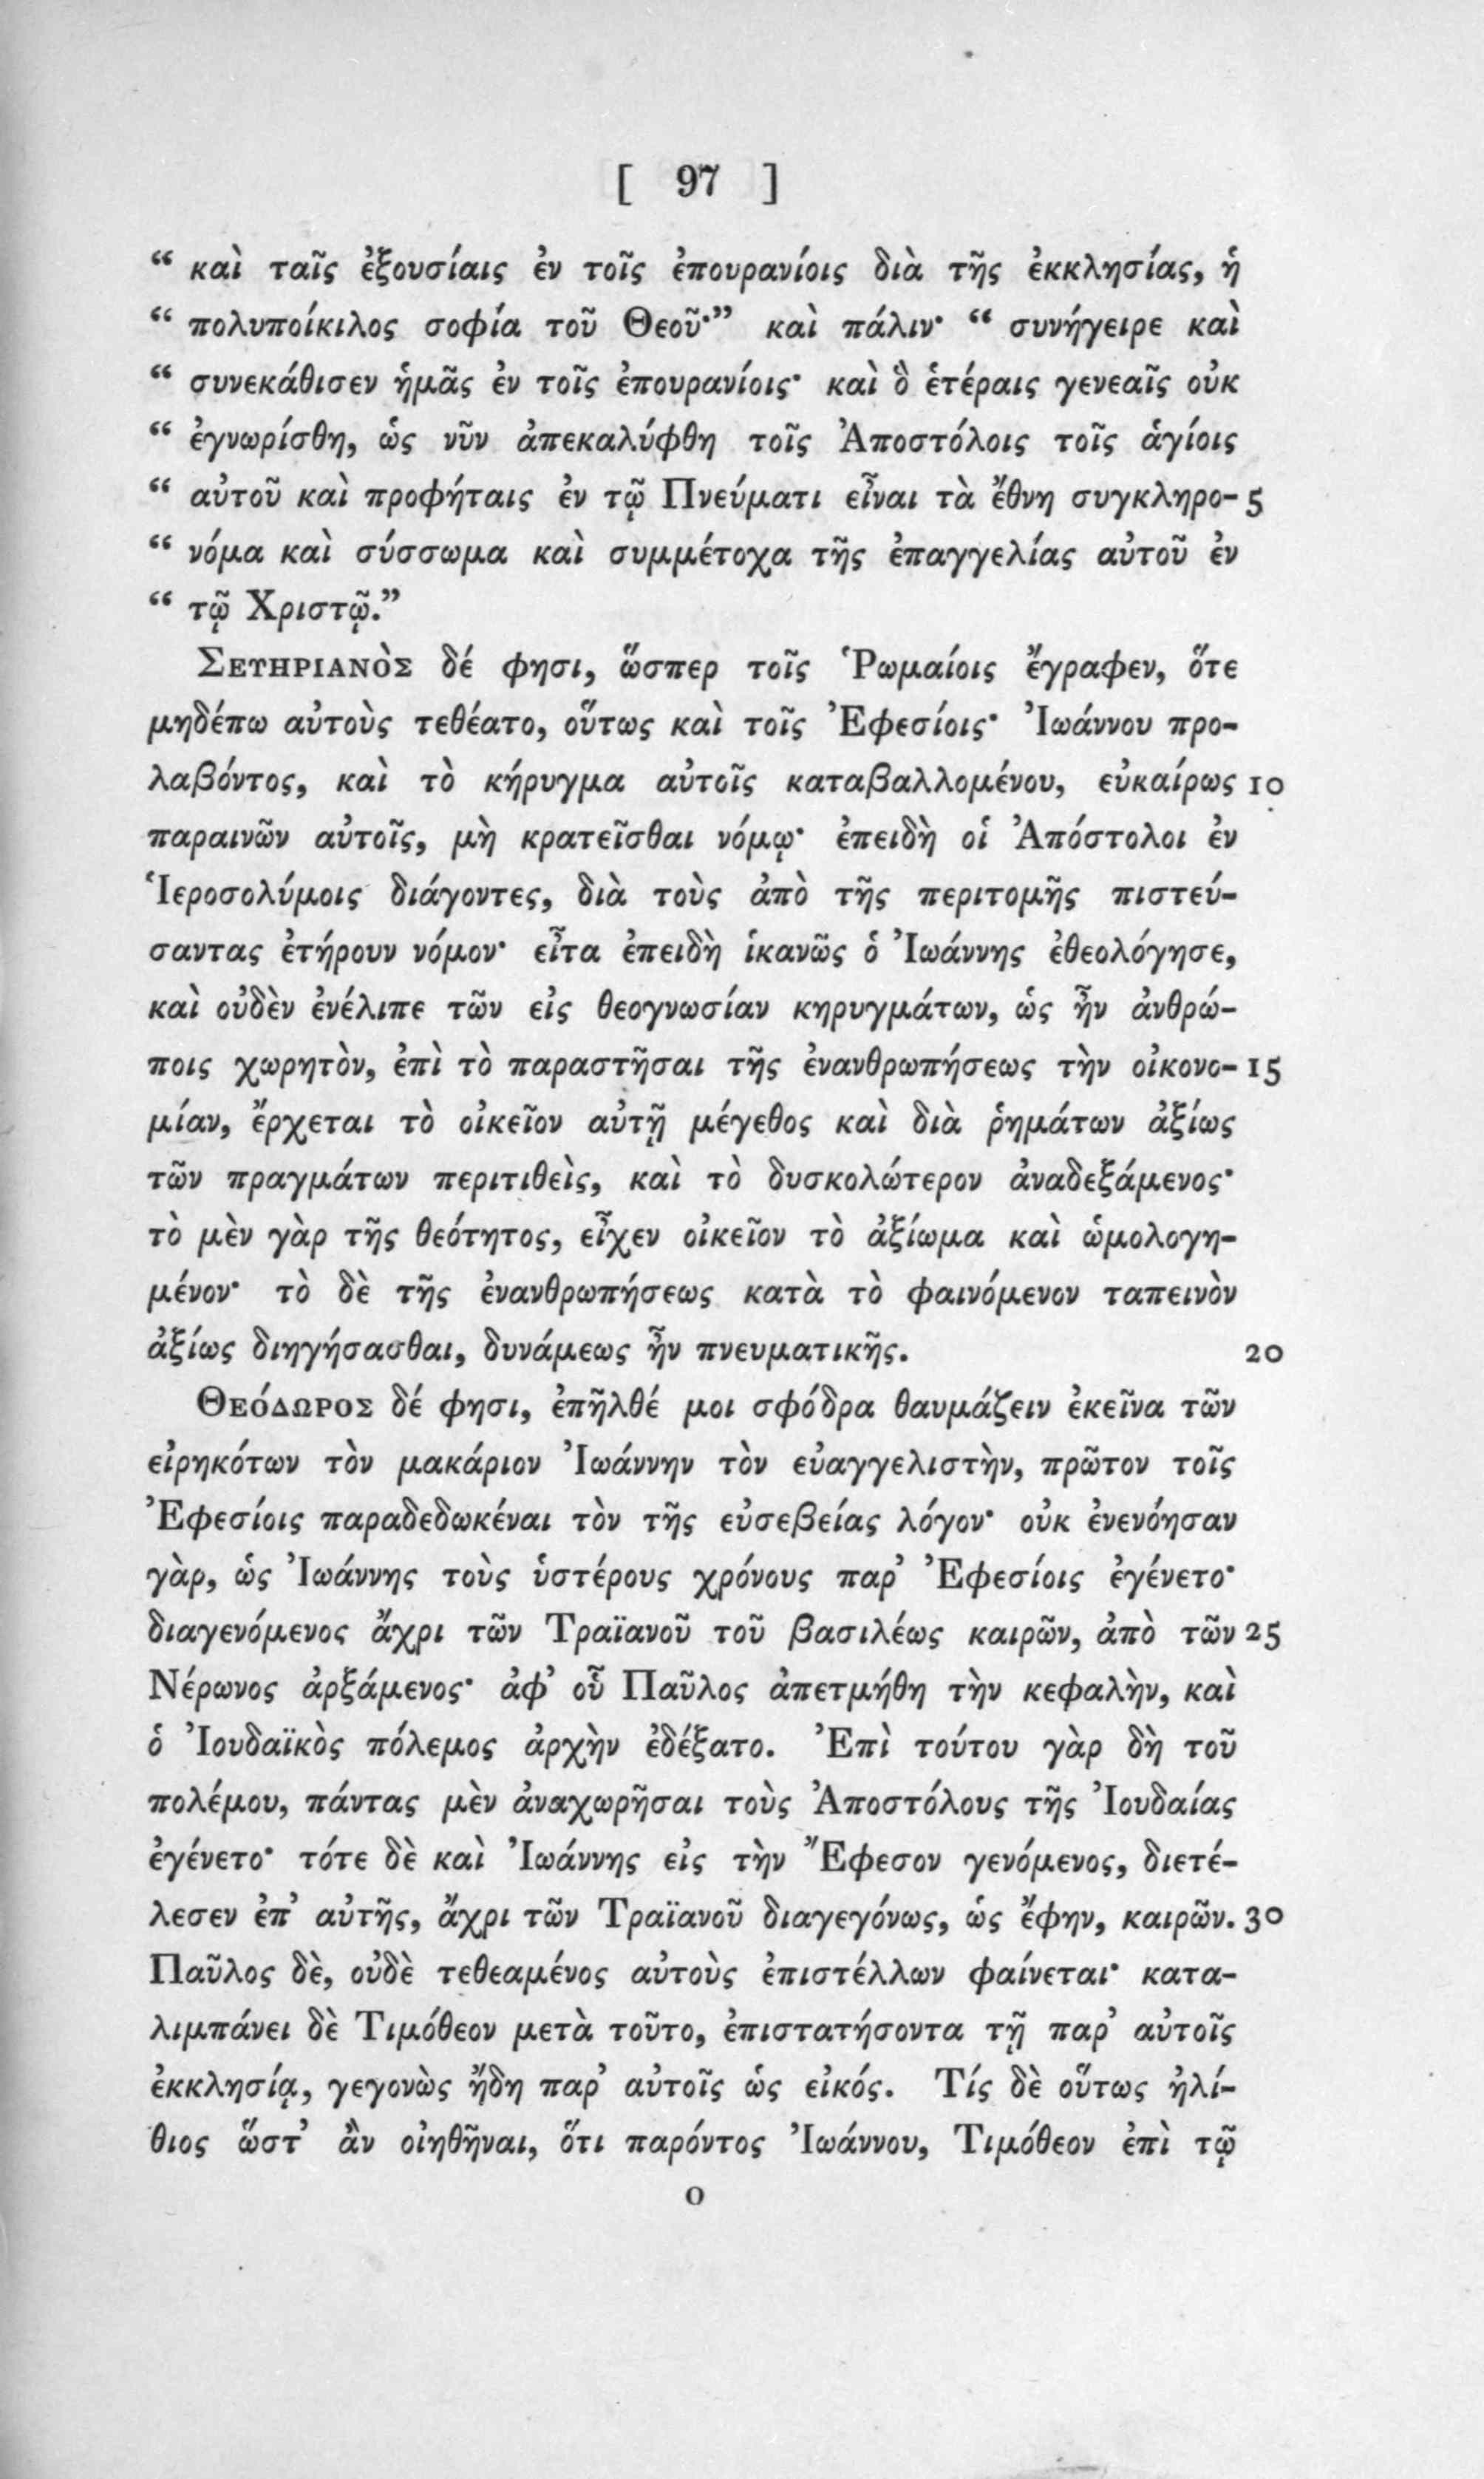 [ 97 ]
“ καὶ ταῖς ἐξουσίαις ἐν τοῖς ἐπουρανίοις διὰ τῆς ἐκκλησίας, ἡ
“ πολυποίκιλος σοφία τοῦ Θεοῦ·” καὶ πάλιν· “ συνήγειρε καὶ
“ συνεκάθισεν ἡμᾶς ἐν τοῖς ἐπουρανίοις· καὶ ὃ ἑτέραις γενεαῖς οὐκ
“ ἐγνωρίσθη, ὡς νῦν ἀπεκαλύφθη τοῖς Ἀποστόλοις τοῖς ἁγίοις
“ αὐτοῦ καὶ προφήταις ἐν τῷ Πνεύματι εἶναι τὰ ἔθνη συγκληρο- 5
“ νόμα καὶ σύσσωμα καὶ συμμέτοχα τῆς ἐπαγγελίας αὐτοῦ ἐν
“ τῷ Χριστῷ.”
ΣΕΥΗΡΙΑΝῸΣ δέ φησι, ὥσπερ τοῖς Ῥωμαίοις ἔγραφεν, ὅτε
μηδέπω αὐτοὺς τεθέατο, οὕτως καὶ τοῖς Ἐφεσίοις· Ἰωάννου προ-
λαβόντος, καὶ τὸ κήρυγμα αὐτοῖς καταβαλλομένου, εὐκαίρως 10
παραινῶν αὐτοῖς, μὴ κρατεῖσθαι νόμῳ· ἐπειδὴ οἱ Ἀπόστολοι ἐν
Ἱεροσολύμοις διάγοντες, διὰ τοὺς ἀπὸ τῆς περιτομῆς πιστεύ-
σαντας ἐτήρουν νόμον· εἶτα ἐπειδὴ ἱκανῶς ὁ Ἰωάννης ἐθεολόγησε,
καὶ οὐδὲν ἐνέλιπε τῶν εἰς θεογνωσίαν κηρυγμάτων, ὡς ἦν ἀνθρώ-
ποις χωρητὸν, ἐπὶ τὸ παραστῆσαι τῆς ἐνανθρωπήσεως τὴν οἰκονο- 15
μίαν, ἔρχεται τὸ οἰκεῖον αὐτῇ μέγεθος καὶ διὰ ῥημάτων ἀξίως
τῶν πραγμάτων περιτιθεὶς, καὶ τὸ δυσκολώτερον ἀναδεξάμενος·
τὸ μὲν γὰρ τῆς θεότητος, εἶχεν οἰκεῖον τὸ ἀξίωμα καὶ ὡμολογη-
μένον· τὸ δὲ τῆς ἐνανθρωπήσεως κατὰ τὸ φαινόμενον ταπεινὸν
ἀξίως διηγήσασθαι, δυνάμεως ἦν πνευματικῆς. 20
ΘΕΌΔΩΡΟΣ δέ φησι, ἐπῆλθέ μοι σφόδρα θαυμάζειν ἐκεῖνα τῶν
εἰρηκότων τὸν μακάριον Ἰωάννην τὸν εὐαγγελιστὴν, πρῶτον τοῖς
Ἐφεσίοις παραδεδωκέναι τὸν τῆς εὐσεβείας λόγον· οὐκ ἐνενόησαν
γὰρ, ὡς Ἰωάννης τοὺς ὑστέρους χρόνους παρ’ Ἐφεσίοις ἐγένετο·
διαγενόμενος ἄχρι τῶν Τραϊανοῦ τοῦ βασιλέως καιρῶν, ἀπὸ τῶν 25
Νέρωνος ἀρξάμενος· ἀφ’ οὗ Παῦλος ἀπετμήθη τὴν κεφαλὴν, καὶ
ὁ Ἰουδαϊκὸς πόλεμος ἀρχὴν ἐδέξατο. Ἐπὶ τούτου γὰρ δὴ τοῦ
πολέμου, πάντας μὲν ἀναχωρῆσαι τοὺς Ἀποστόλους τῆς Ἰουδαίας
ἐγένετο· τότε δὲ καὶ Ἰωάννης εἰς τὴν Ἔφεσον γενόμενος, διετέ-
λεσεν ἐπ’ αὐτῆς, ἄχρι τῶν Τραϊανοῦ διαγεγόνως, ὡς ἔφην, καιρῶν. 30
Παῦλος δὲ, οὐδὲ τεθεαμένος αὐτοὺς ἐπιστέλλων φαίνεται· κατα-
λιμπάνει δὲ Τιμόθεον μετὰ τοῦτο, ἐπιστατήσοντα τῇ παρ’ αὐτοῖς
ἐκκλησίᾳ, γεγονὼς ἤδη παρ’ αὐτοῖς ὡς εἰκός. Τίς δὲ οὕτως ἠλί-
θιος ὥστ’ ἂν οἰηθῆναι, ὅτι παρόντος Ἰωάννου, Τιμόθεον ἐπὶ τῷ
O